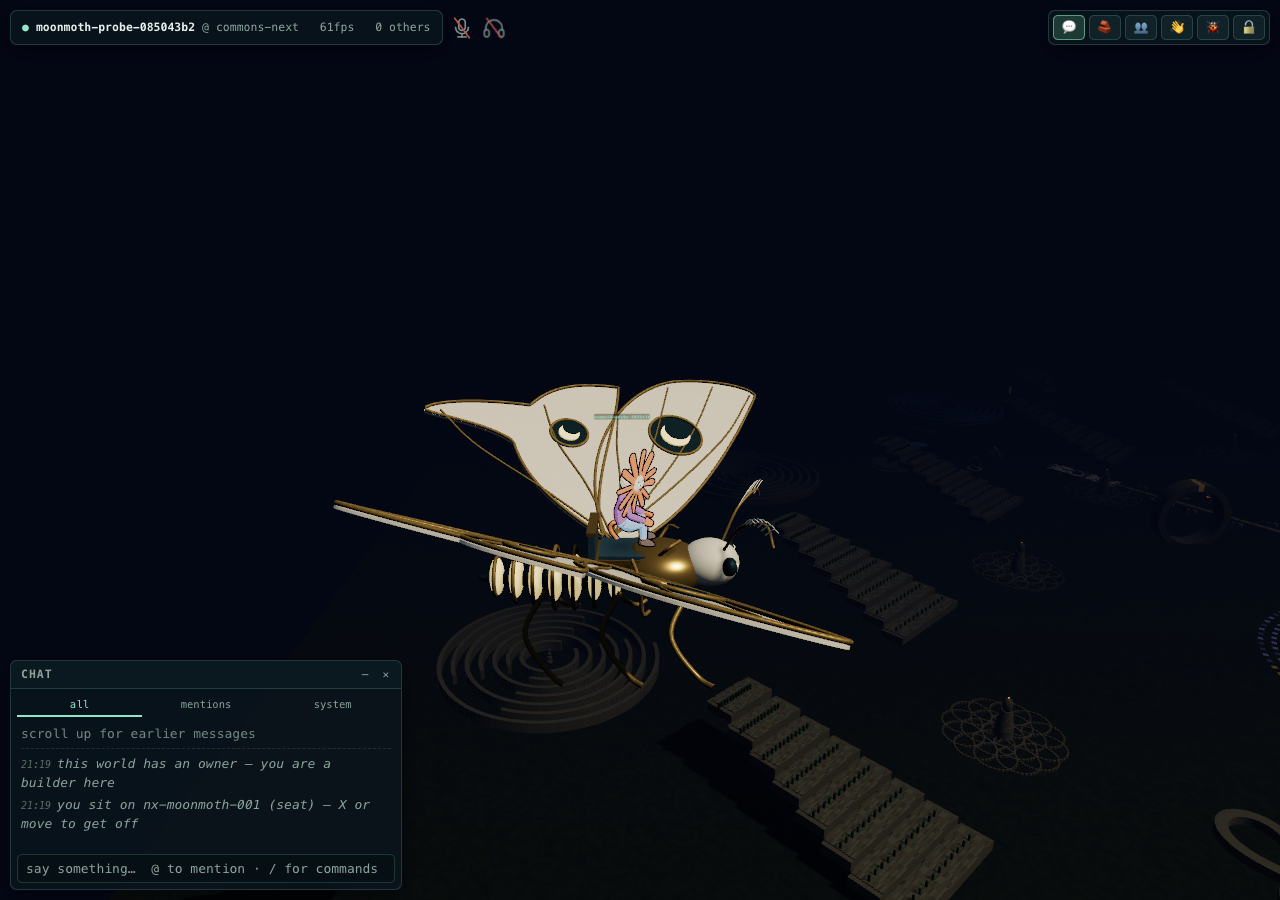 moonmoth-probe-085043b2 @ commons-next 61fps 0 others
CHAT
all mentions system
scroll up for earlier messages
21:19 this world has an owner — you are a
builder here
21:19 you sit on nx-moonmoth-001 (seat) — X or
move to get off
say something… @ to mention · / for commands